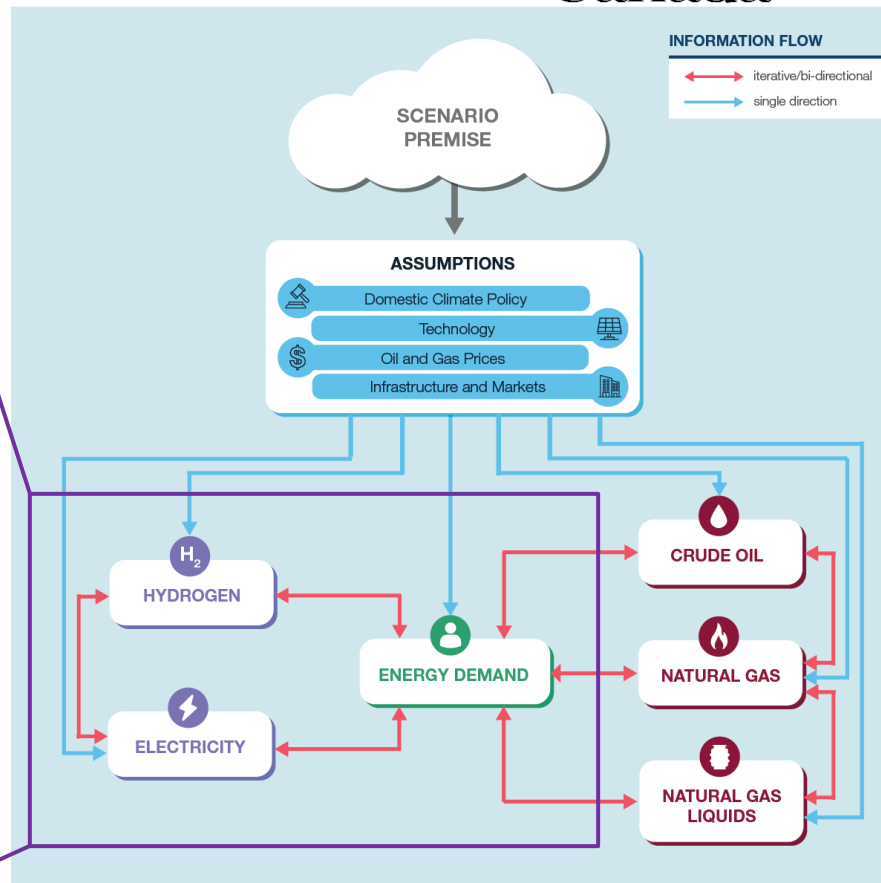 INFORMATION FLOW
iterative/bi-directional
single direction
SCENARIO
PREMISE
ASSUMPTIONS
Domestic Climate Policy
Technology
$
Oil and Gas Prices
Infrastructure and Markets
H₂
HYDROGEN
CRUDE OIL
ENERGY DEMAND
NATURAL GAS
ELECTRICITY
NATURAL GAS
LIQUIDS